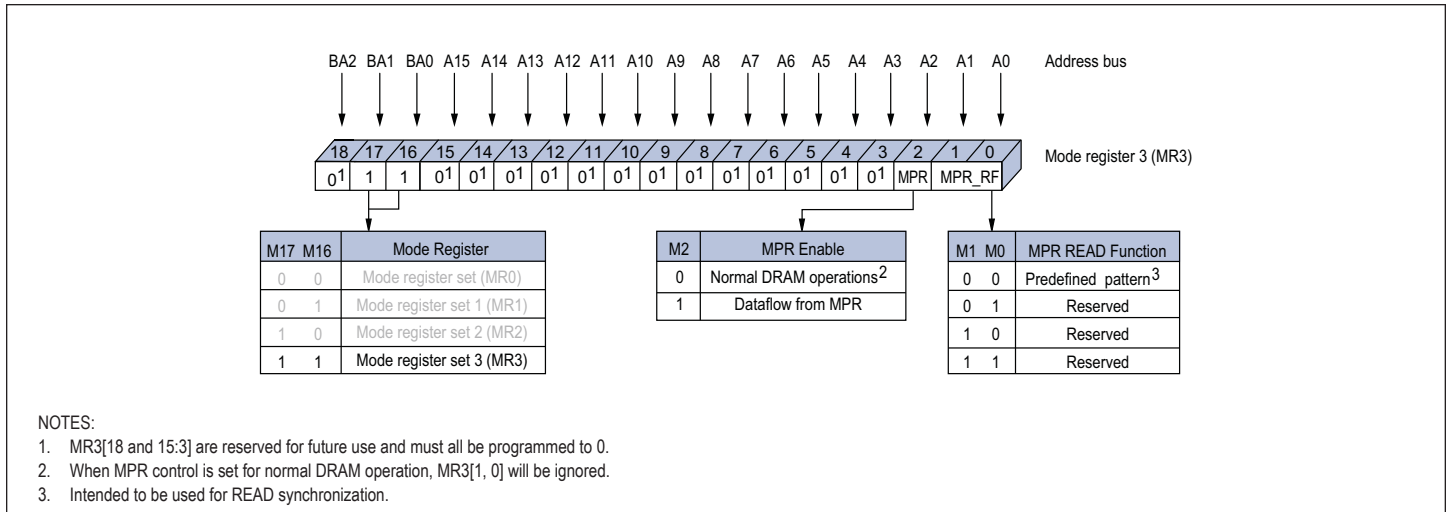 BA2 BA1 BA0 A15 A14 A13 A12 A11 A10 A9 A8 A7 A6 A5 A4 A3 A2 A1 A0 Address bus
18 17 16 15 14 13 12 11 10 9 8 7 6 5 4 3 2 1 0 Mode register 3 (MR3)
0¹ 1 1 0¹ 0¹ 0¹ 0¹ 0¹ 0¹ 0¹ 0¹ 0¹ 0¹ 0¹ 0¹ 0¹ MPR MPR_RF
M17 M16 Mode Register
0 0 Mode register set (MR0)
0 1 Mode register set 1 (MR1)
1 0 Mode register set 2 (MR2)
1 1 Mode register set 3 (MR3)
M2 MPR Enable
0 Normal DRAM operations²
1 Dataflow from MPR
M1 M0 MPR READ Function
0 0 Predefined pattern³
0 1 Reserved
1 0 Reserved
1 1 Reserved
NOTES:
1. MR3[18 and 15:3] are reserved for future use and must all be programmed to 0.
2. When MPR control is set for normal DRAM operation, MR3[1, 0] will be ignored.
3. Intended to be used for READ synchronization.